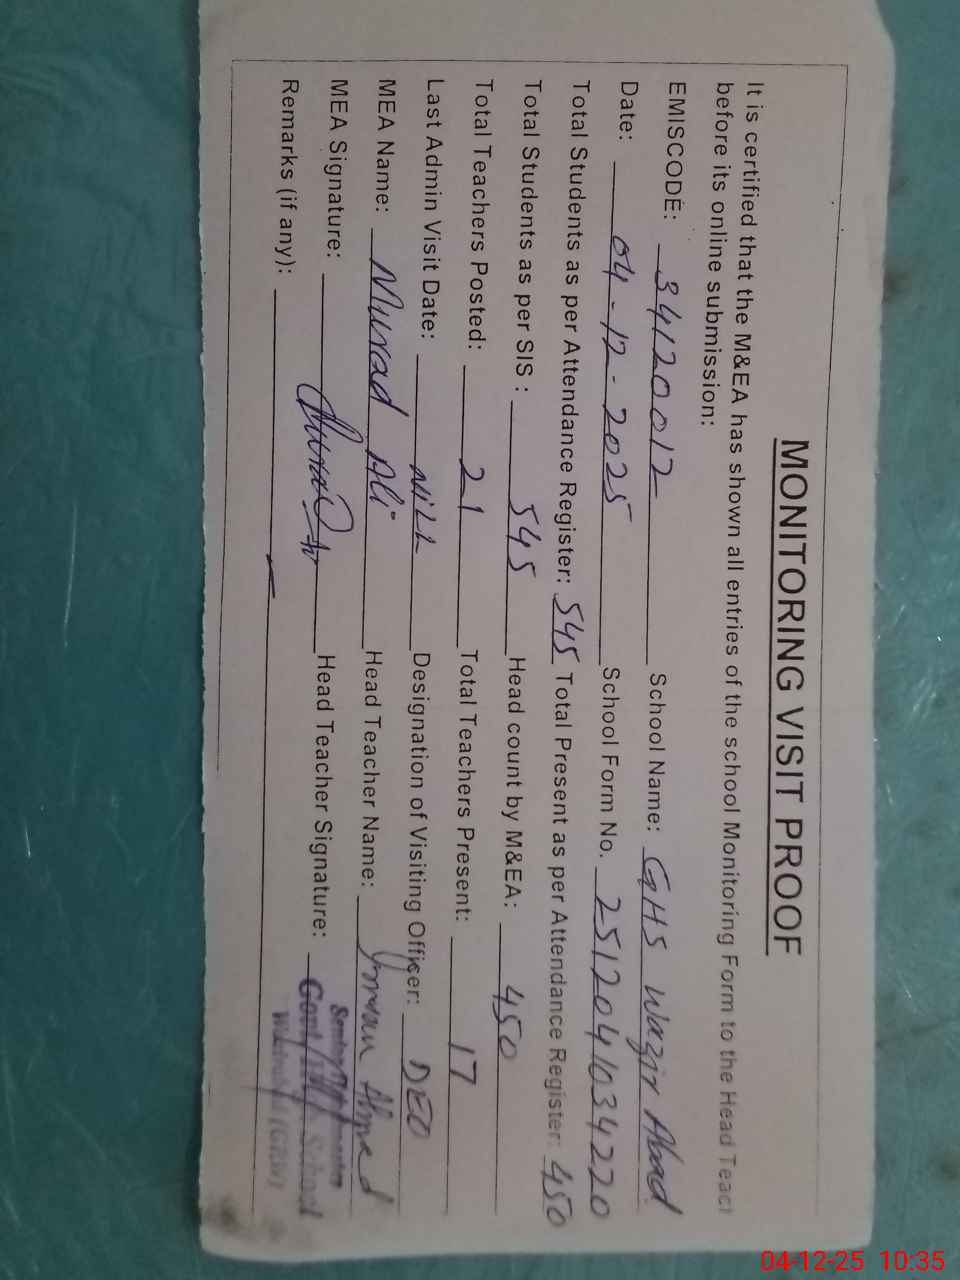 MONITORING VISIT PROOF
It is certified that the M&EA has shown all entries of the school Monitoring Form to the Head Teac
before its online submission:
EMISCODE: 34120012 School Name: GHS Wazir Abad
Date: 04-12-2025 School Form No. 2512041034220
Total Students as per Attendance Register: 545 Total Present as per Attendance Register: 450
Total Students as per SIS : 545 Head count by M&EA: 450
Total Teachers Posted: 21 Total Teachers Present: 17
Last Admin Visit Date: NILL Designation of Visiting Officer: DEO
MEA Name: Murad Ali Head Teacher Name: Imran Ahmad
MEA Signature: Head Teacher Signature:
Remarks (if any):
Govt School
04-12-25 10:35